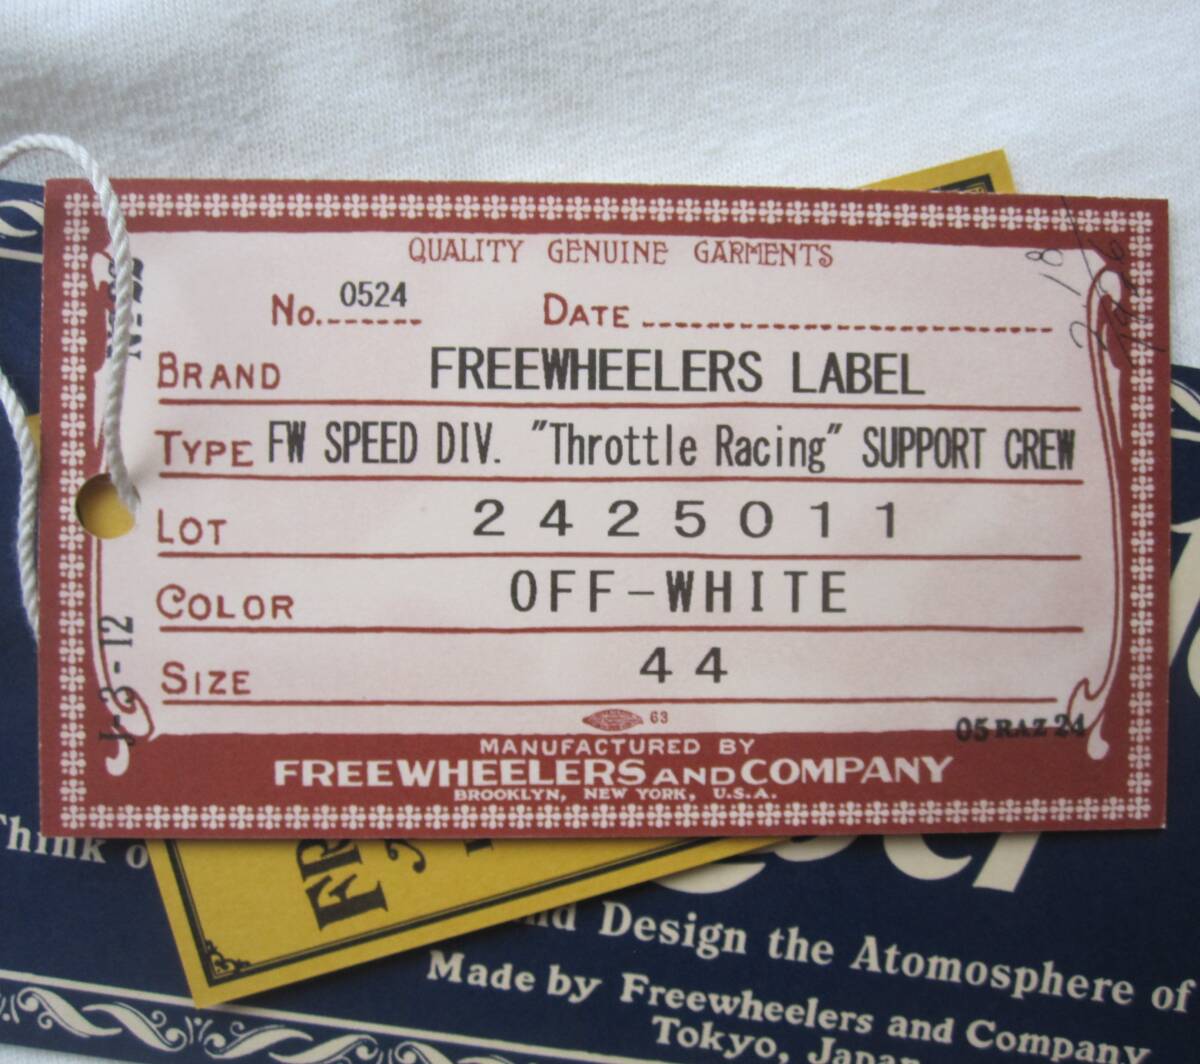 QUALITY GENUINE GARMENTS
No. 0524 DATE
BRAND FREEWHEELERS LABEL
TYPE FW SPEED DIV. "Throttle Racing" SUPPORT CREW
LOT 2425011
COLOR OFF-WHITE
SIZE 44
63
05 RAZ 24
J-3-12
MANUFACTURED BY
FREEWHEELERS AND COMPANY
BROOKLYN, NEW YORK, U.S.A.
Think
Design the Atomosphere of
Made by Freewheelers and Company
Tokyo, Japan